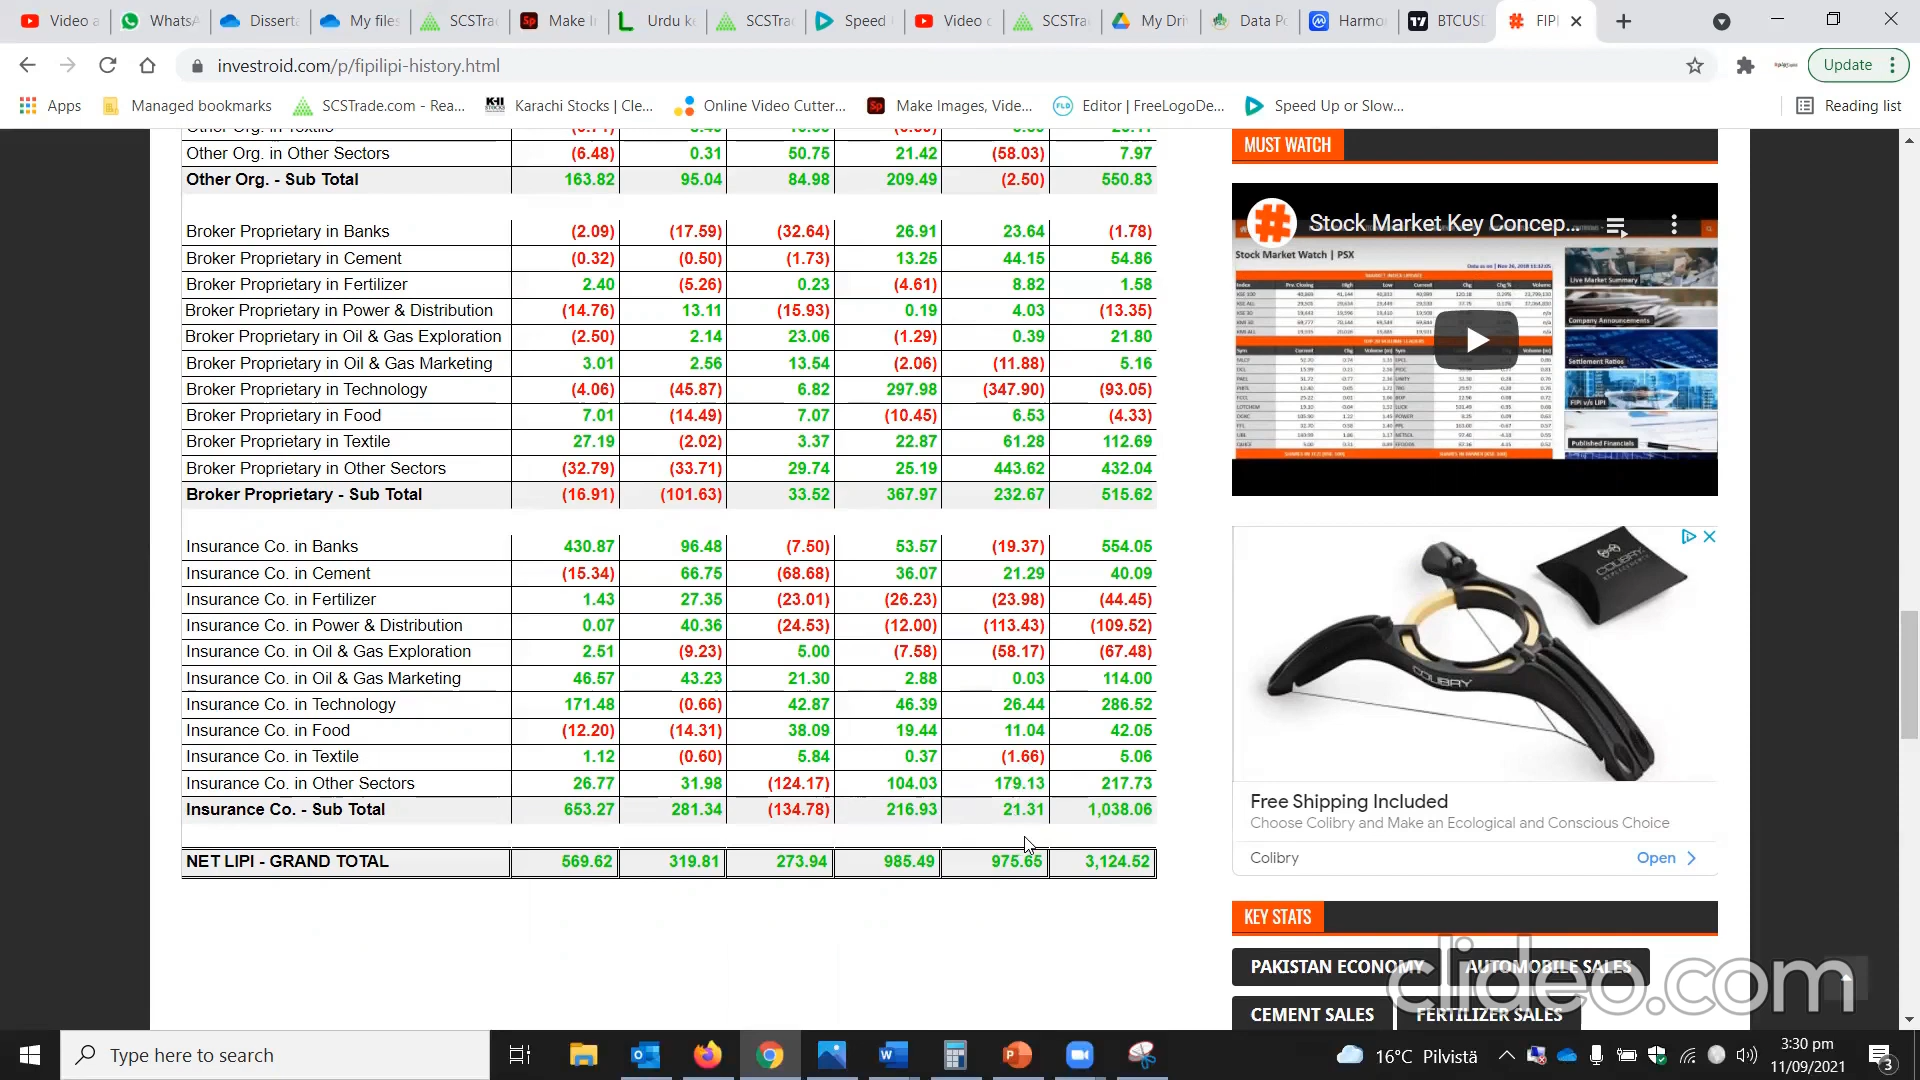 Video a
WhatsA
Disserta
My files
SCSTrad
Make In
Urdu ke
SCSTrad
Speed U
Video c
SCSTrad
My Driv
Data Po
Harmo
BTCUSD
FIPI
investroid.com/p/fipilipi-history.html
Update
Apps
Managed bookmarks
SCSTrade.com - Rea...
Karachi Stocks | Cle...
Online Video Cutter...
Make Images, Vide...
Editor | FreeLogoDe...
Speed Up or Slow...
Reading list
Other Org. in Other Sectors (6.48) 0.31 50.75 21.42 (58.03) 7.97
Other Org. - Sub Total 163.82 95.04 84.98 209.49 (2.50) 550.83
Broker Proprietary in Banks (2.09) (17.59) (32.64) 26.91 23.64 (1.78)
Broker Proprietary in Cement (0.32) (0.50) (1.73) 13.25 44.15 54.86
Broker Proprietary in Fertilizer 2.40 (5.26) 0.23 (4.61) 8.82 1.58
Broker Proprietary in Power & Distribution (14.76) 13.11 (15.93) 0.19 4.03 (13.35)
Broker Proprietary in Oil & Gas Exploration (2.50) 2.14 23.06 (1.29) 0.39 21.80
Broker Proprietary in Oil & Gas Marketing 3.01 2.56 13.54 (2.06) (11.88) 5.16
Broker Proprietary in Technology (4.06) (45.87) 6.82 297.98 (347.90) (93.05)
Broker Proprietary in Food 7.01 (14.49) 7.07 (10.45) 6.53 (4.33)
Broker Proprietary in Textile 27.19 (2.02) 3.37 22.87 61.28 112.69
Broker Proprietary in Other Sectors (32.79) (33.71) 29.74 25.19 443.62 432.04
Broker Proprietary - Sub Total (16.91) (101.63) 33.52 367.97 232.67 515.62
Insurance Co. in Banks 430.87 96.48 (7.50) 53.57 (19.37) 554.05
Insurance Co. in Cement (15.34) 66.75 (68.68) 36.07 21.29 40.09
Insurance Co. in Fertilizer 1.43 27.35 (23.01) (26.23) (23.98) (44.45)
Insurance Co. in Power & Distribution 0.07 40.36 (24.53) (12.00) (113.43) (109.52)
Insurance Co. in Oil & Gas Exploration 2.51 (9.23) 5.00 (7.58) (58.17) (67.48)
Insurance Co. in Oil & Gas Marketing 46.57 43.23 21.30 2.88 0.03 114.00
Insurance Co. in Technology 171.48 (0.66) 42.87 46.39 26.44 286.52
Insurance Co. in Food (12.20) (14.31) 38.09 19.44 11.04 42.05
Insurance Co. in Textile 1.12 (0.60) 5.84 0.37 (1.66) 5.06
Insurance Co. in Other Sectors 26.77 31.98 (124.17) 104.03 179.13 217.73
Insurance Co. - Sub Total 653.27 281.34 (134.78) 216.93 21.31 1,038.06
NET LIPI - GRAND TOTAL 569.62 319.81 273.94 985.49 975.65 3,124.52
MUST WATCH
Stock Market Key Concep...
Stock Market Watch | PSX
Live Market Summary
Company Announcements
Settlement Ratios
FIPI v/s LIPI
Published Financials
COLIBRY
COLIBRY
Free Shipping Included
Choose Colibry and Make an Ecological and Conscious Choice
Colibry
Open
KEY STATS
PAKISTAN ECONOMY
AUTOMOBILE SALES
CEMENT SALES
FERTILIZER SALES
clideo.com
Type here to search
16°C Pilvistä
3:30 pm
11/09/2021
3